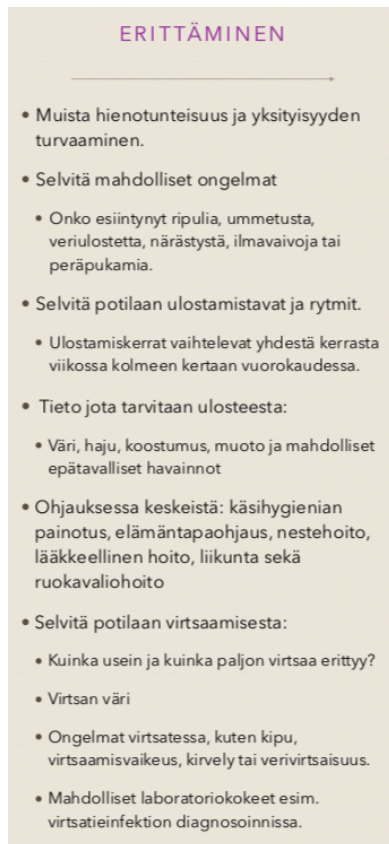 ERITTÄMINEN
• Muista hienotunteisuus ja yksityisyyden
turvaaminen.
• Selvitä mahdolliset ongelmat
• Onko esiintynyt ripulia, ummetusta,
veriulostetta, närästystä, ilmavaivoja tai
peräpukamia.
• Selvitä potilaan ulostamistavat ja rytmit.
• Ulostamiskerrat vaihtelevat yhdestä kerrasta
viikossa kolmeen kertaan vuorokaudessa.
• Tieto jota tarvitaan ulosteesta:
• Väri, haju, koostumus, muoto ja mahdolliset
epätavalliset havainnot
• Ohjauksessa keskeistä: käsihygienian
painotus, elämäntapaohjaus, nestehoito,
lääkkeellinen hoito, liikunta sekä
ruokavaliohoito
• Selvitä potilaan virtsaamisesta:
• Kuinka usein ja kuinka paljon virtsaa erittyy?
• Virtsan väri
• Ongelmat virtsatessa, kuten kipu,
virtsaamisvaikeus, kirvely tai verivirtsaisuus.
• Mahdolliset laboratoriokokeet esim.
virtsatieinfektion diagnosoinnissa.